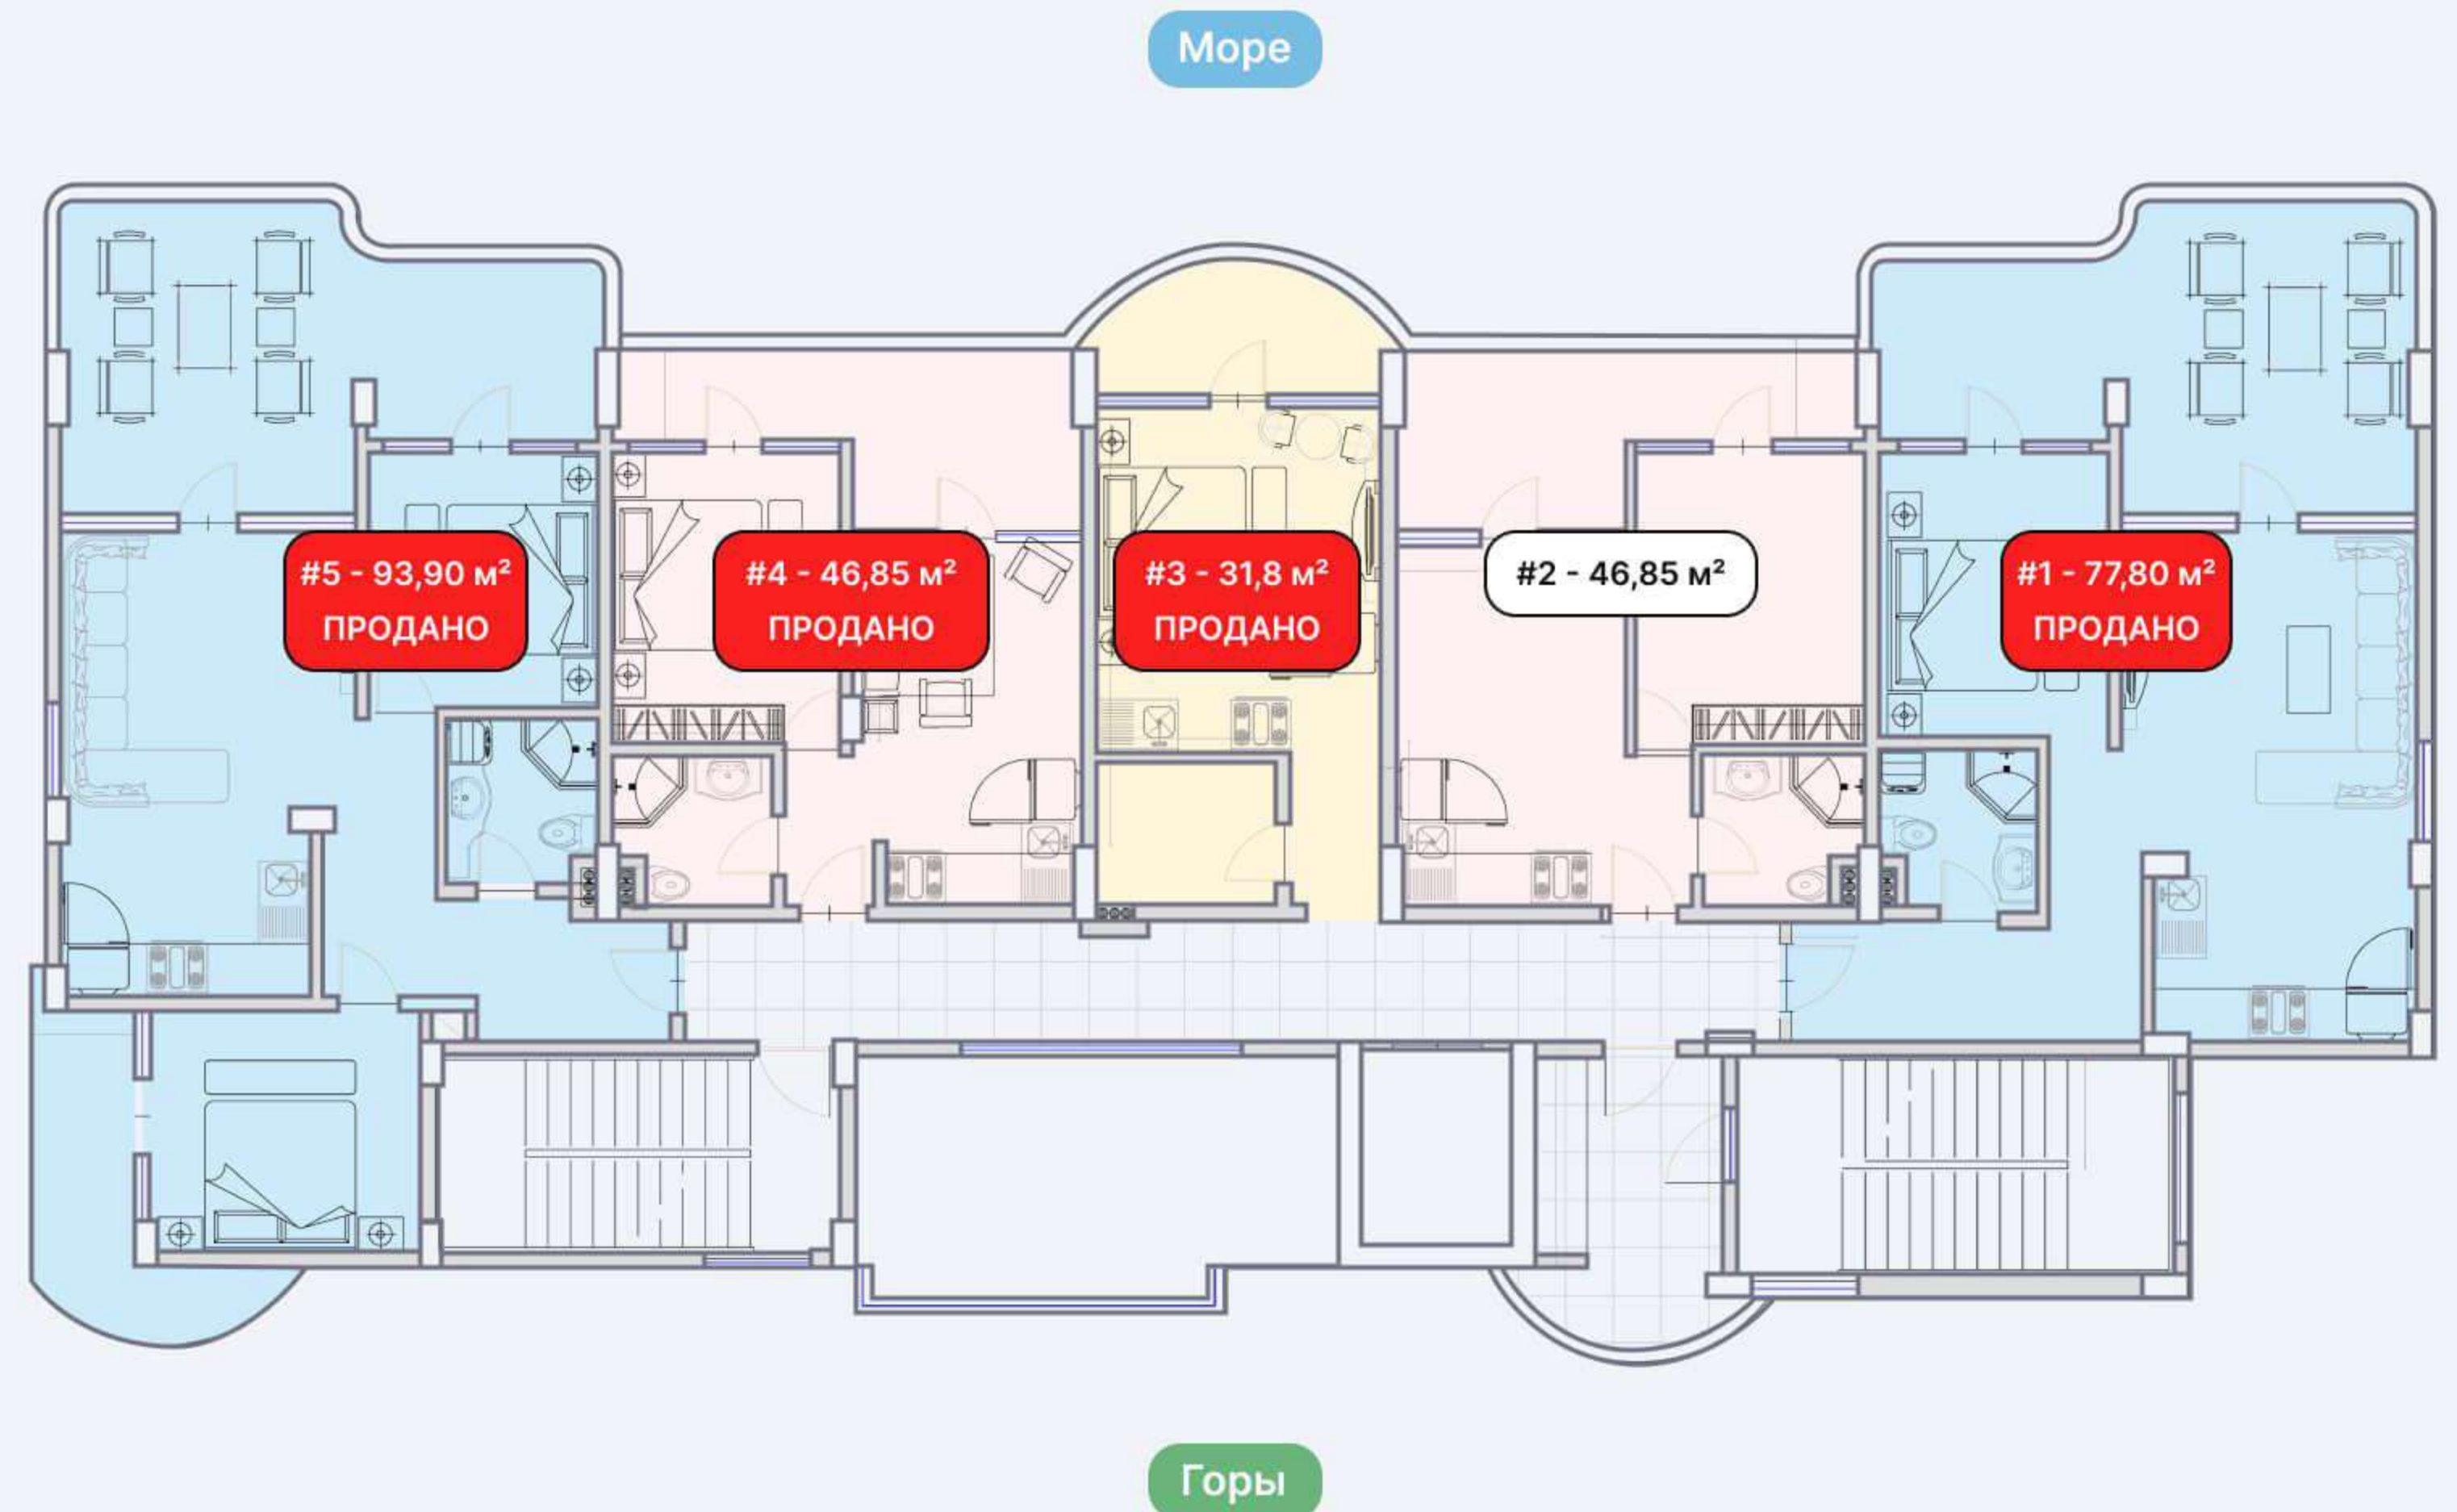 Море
#5 - 93,90 м²
ПРОДАНО
#4 - 46,85 м²
ПРОДАНО
#3 - 31,8 м²
ПРОДАНО
#2 - 46,85 м²
#1 - 77,80 м²
ПРОДАНО
Горы